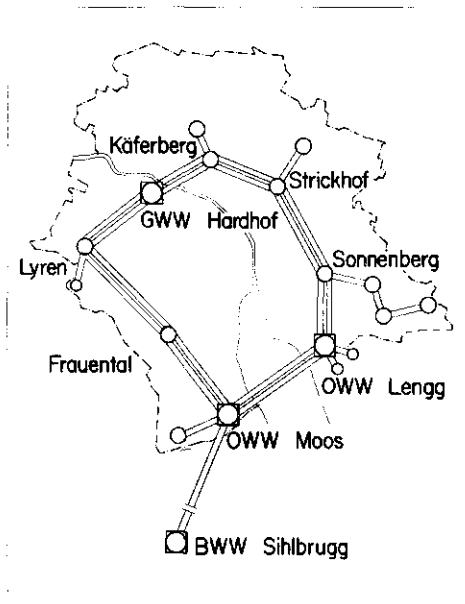 Käferberg
Strickhof
GWW Hardhof
Sonnenberg
Lyren
Frauental
OWW Lengg
OWW Moos
BWW Sihlbrugg